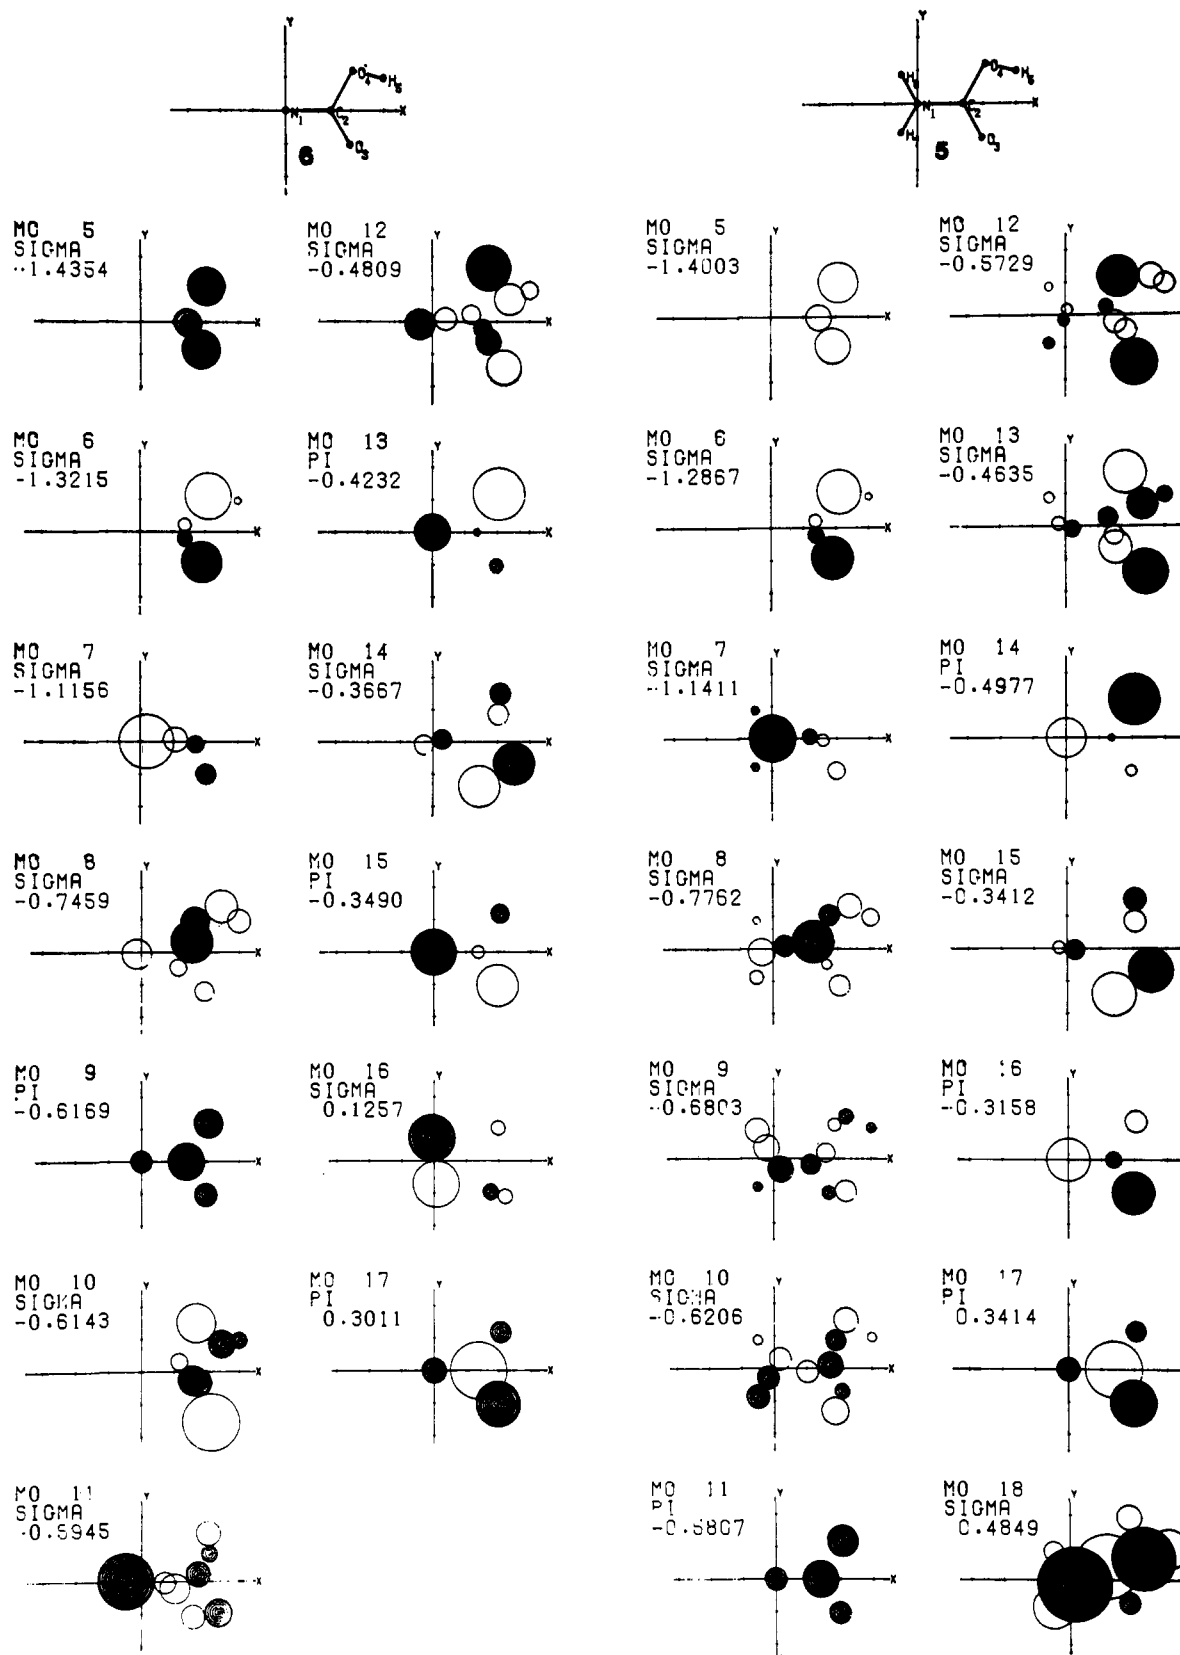 Y
O₄ H₅
N₁ C₂ X
O₃
6
Y
H₆ O₄ H₅
N₁ C₂ X
H₇ O₃
5
MO 5
SIGMA
-1.4354
Y
X
MO 12
SIGMA
-0.4809
Y
X
MO 5
SIGMA
-1.4003
Y
X
MO 12
SIGMA
-0.5729
Y
MO 6
SIGMA
-1.3215
Y
X
MO 13
PI
-0.4232
Y
X
MO 6
SIGMA
-1.2867
Y
X
MO 13
SIGMA
-0.4635
Y
MO 7
SIGMA
-1.1156
Y
X
MO 14
SIGMA
-0.3667
Y
X
MO 7
SIGMA
-1.1411
Y
X
MO 14
PI
-0.4977
Y
MO 8
SIGMA
-0.7459
Y
X
MO 15
PI
-0.3490
Y
X
MO 8
SIGMA
-0.7762
Y
X
MO 15
SIGMA
-0.3412
Y
MO 9
PI
-0.6169
Y
X
MO 16
SIGMA
0.1257
Y
X
MO 9
SIGMA
-0.6803
Y
X
MO 16
PI
-0.3158
Y
MO 10
SIGMA
-0.6143
Y
X
MO 17
PI
0.3011
Y
X
MO 10
SIGMA
-0.6206
Y
X
MO 17
PI
0.3414
Y
MO 11
SIGMA
-0.5945
Y
X
MO 11
PI
-0.5807
Y
X
MO 18
SIGMA
0.4849
Y